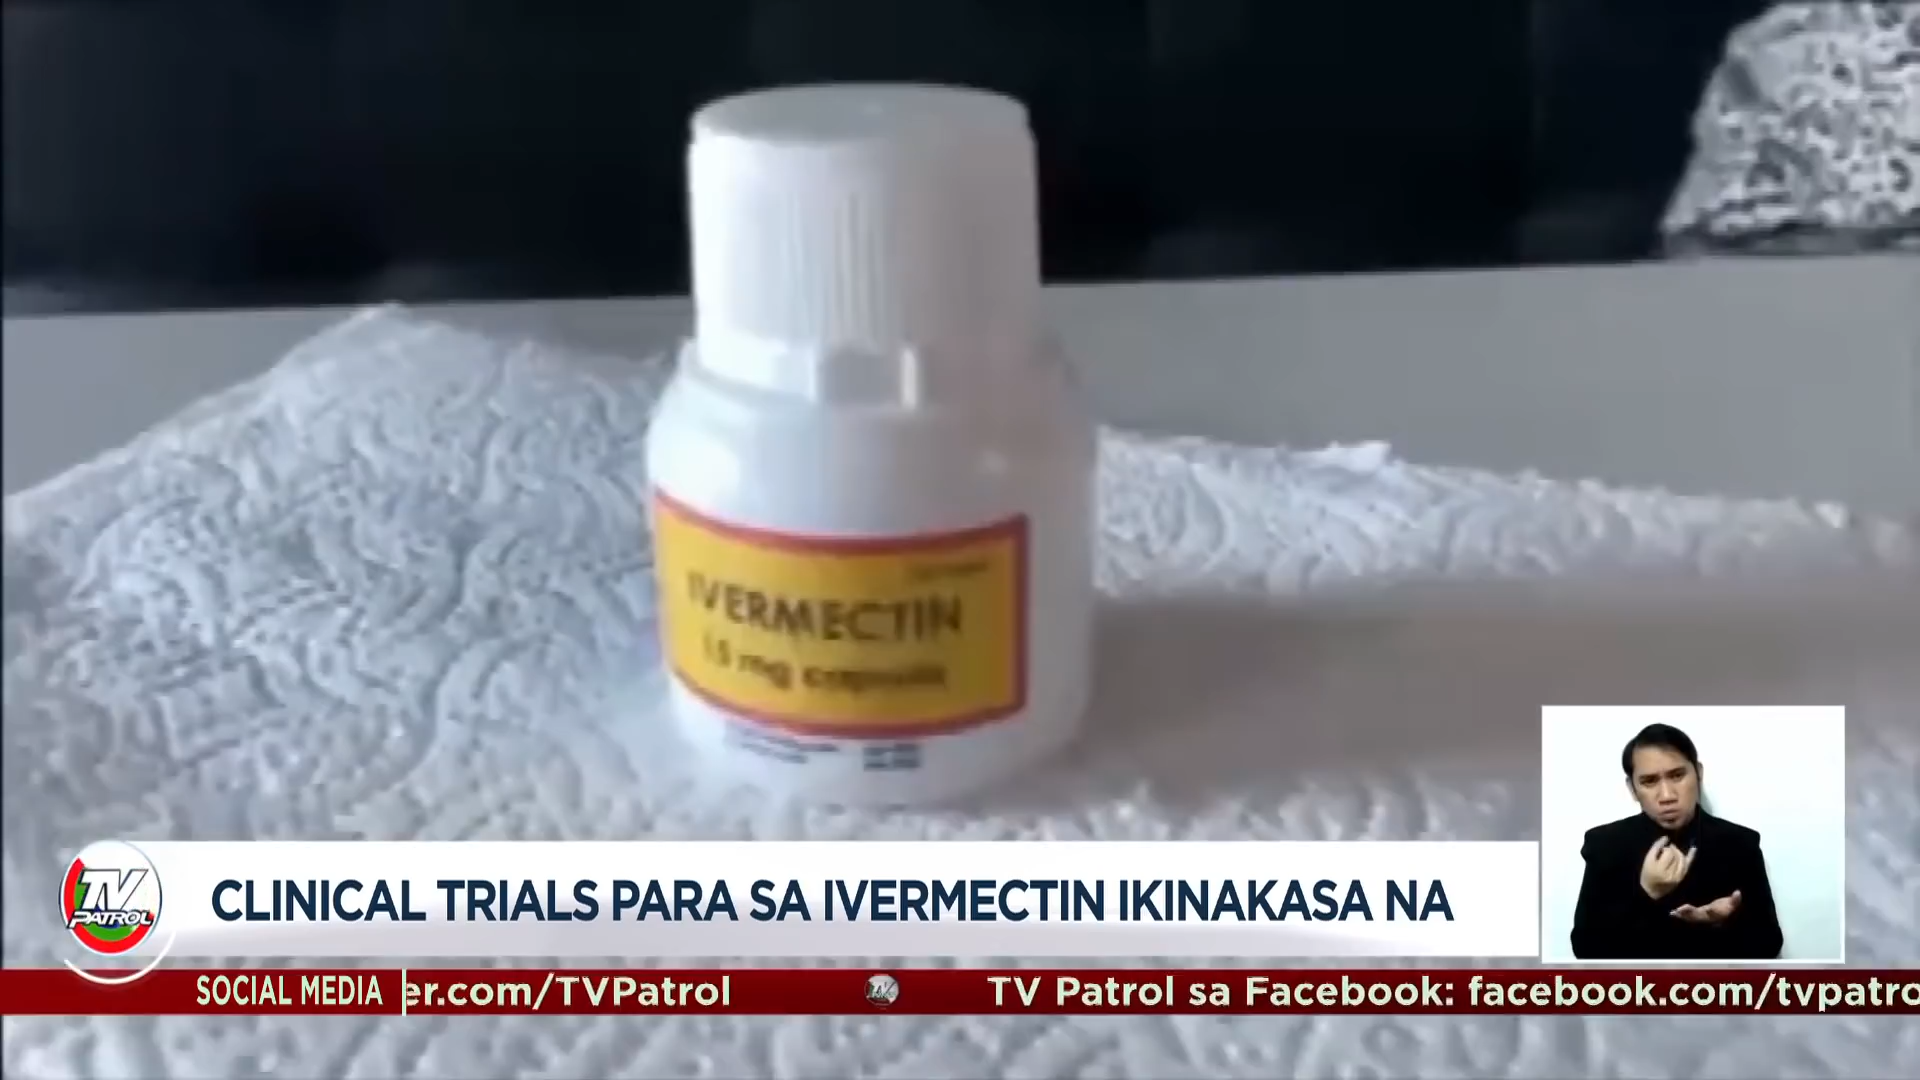 IVERMECTIN
15 mg capsule
TV
PATROL
CLINICAL TRIALS PARA SA IVERMECTIN IKINAKASA NA
SOCIAL MEDIA er.com/TVPatrol TV Patrol sa Facebook: facebook.com/tvpatro